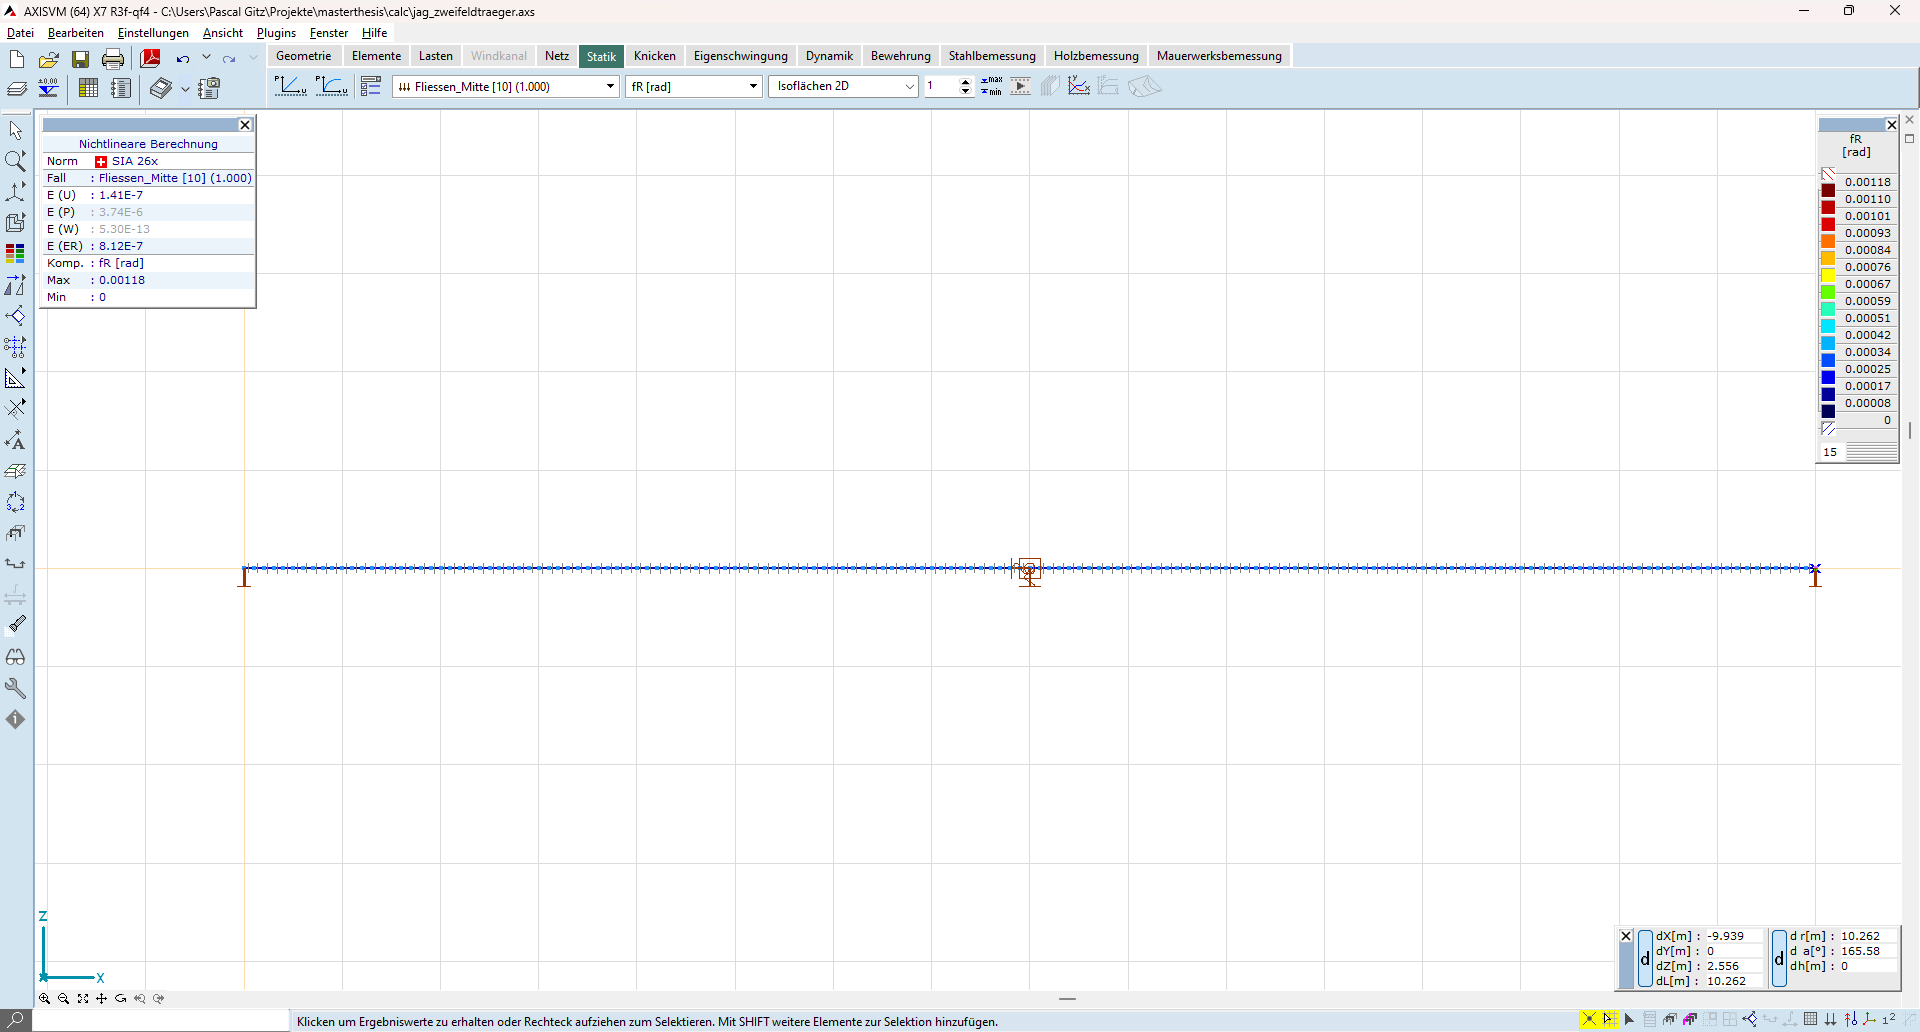 AXISVM (64) X7 R3f-qf4 - C:\Users\Pascal Gitz\Projekte\masterthesis\calc\jag_zweifeldtraeger.axs
Datei Bearbeiten Einstellungen Ansicht Plugins Fenster Hilfe
Geometrie Elemente Lasten Windkanal Netz Statik Knicken Eigenschwingung Dynamik Bewehrung Stahlbemessung Holzbemessung Mauerwerksbemessung
Fliessen_Mitte [10] (1.000) fR [rad] Isoflächen 2D 1 max min
Nichtlineare Berechnung
Norm SIA 26x
Fall : Fliessen_Mitte [10] (1.000)
E (U) : 1.41E-7
E (P) : 3.74E-6
E (W) : 5.30E-13
E (ER) : 8.12E-7
Komp. : fR [rad]
Max : 0.00118
Min : 0
fR
[rad]
0.00118
0.00110
0.00101
0.00093
0.00084
0.00076
0.00067
0.00059
0.00051
0.00042
0.00034
0.00025
0.00017
0.00008
0
15
Z
X
dX[m] : -9.939
dY[m] : 0
dZ[m] : 2.556
dL[m] : 10.262
d r[m] : 10.262
d a[°] : 165.58
dh[m] : 0
Klicken um Ergebniswerte zu erhalten oder Rechteck aufziehen zum Selektieren. Mit SHIFT weitere Elemente zur Selektion hinzufügen.